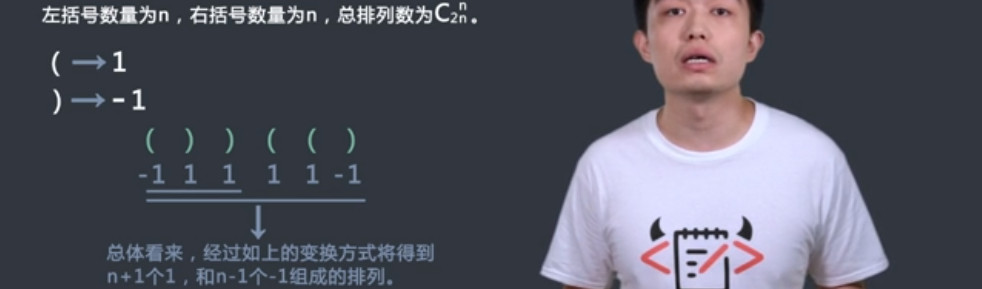 左括号数量为n，右括号数量为n，总排列数为C₂ₙⁿ。
( → 1
) → -1
( ) ) ( ( )
-1 1 1 1 1 -1
总体看来，经过如上的变换方式将得到
n+1个1，和n-1个-1组成的排列。